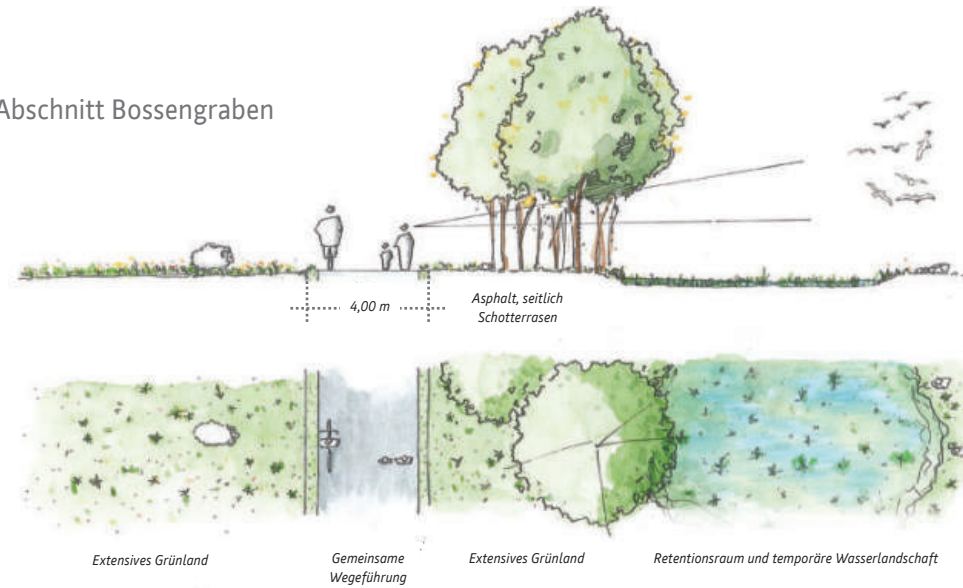 Abschnitt Bossengraben
4,00 m
Asphalt, seitlich
Schotterrasen
Extensives Grünland
Gemeinsame
Wegeführung
Extensives Grünland
Retentionsraum und temporäre Wasserlandschaft